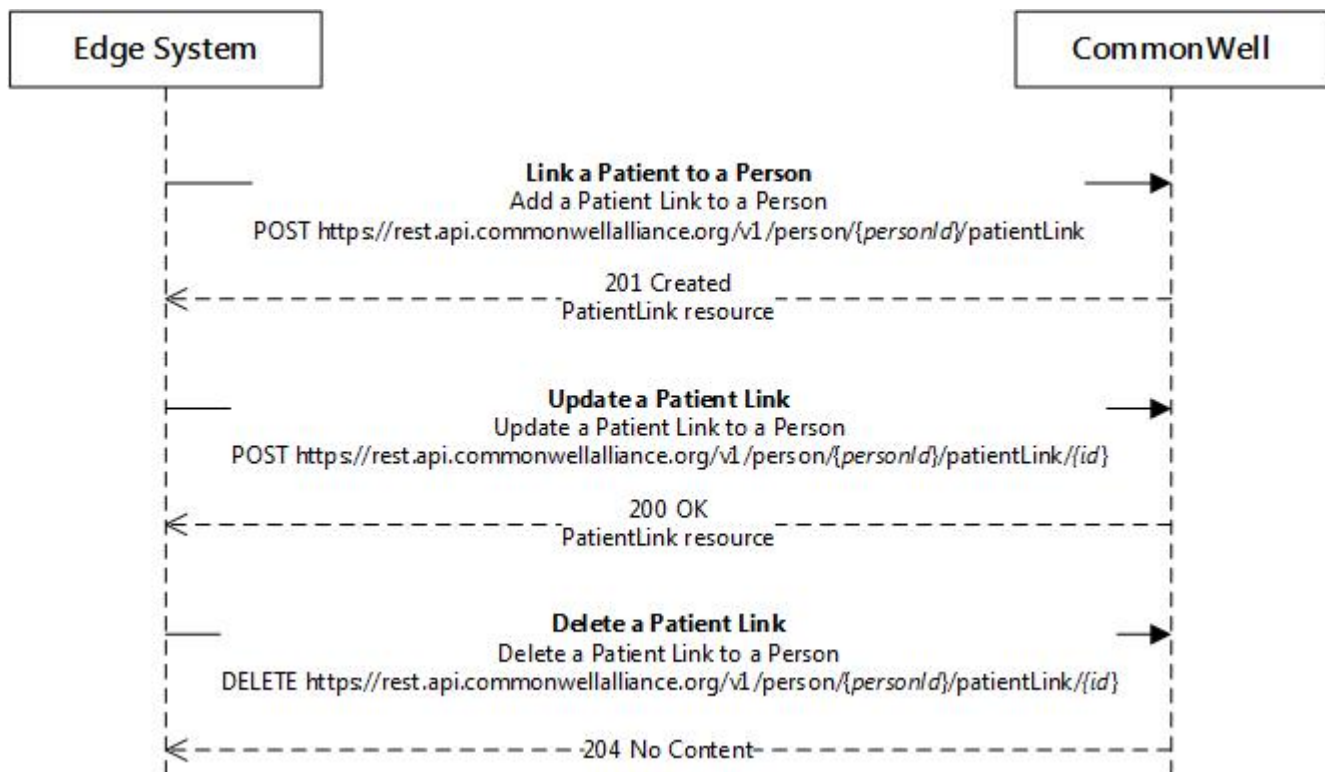 Edge System
CommonWell
Link a Patient to a Person
Add a Patient Link to a Person
POST https://rest.api.commonwellalliance.org/v1/person/{personId}/patientLink
201 Created
PatientLink resource
Update a Patient Link
Update a Patient Link to a Person
POST https://rest.api.commonwellalliance.org/v1/person/{personId}/patientLink/{id}
200 OK
PatientLink resource
Delete a Patient Link
Delete a Patient Link to a Person
DELETE https://rest.api.commonwellalliance.org/v1/person/{personId}/patientLink/{id}
204 No Content